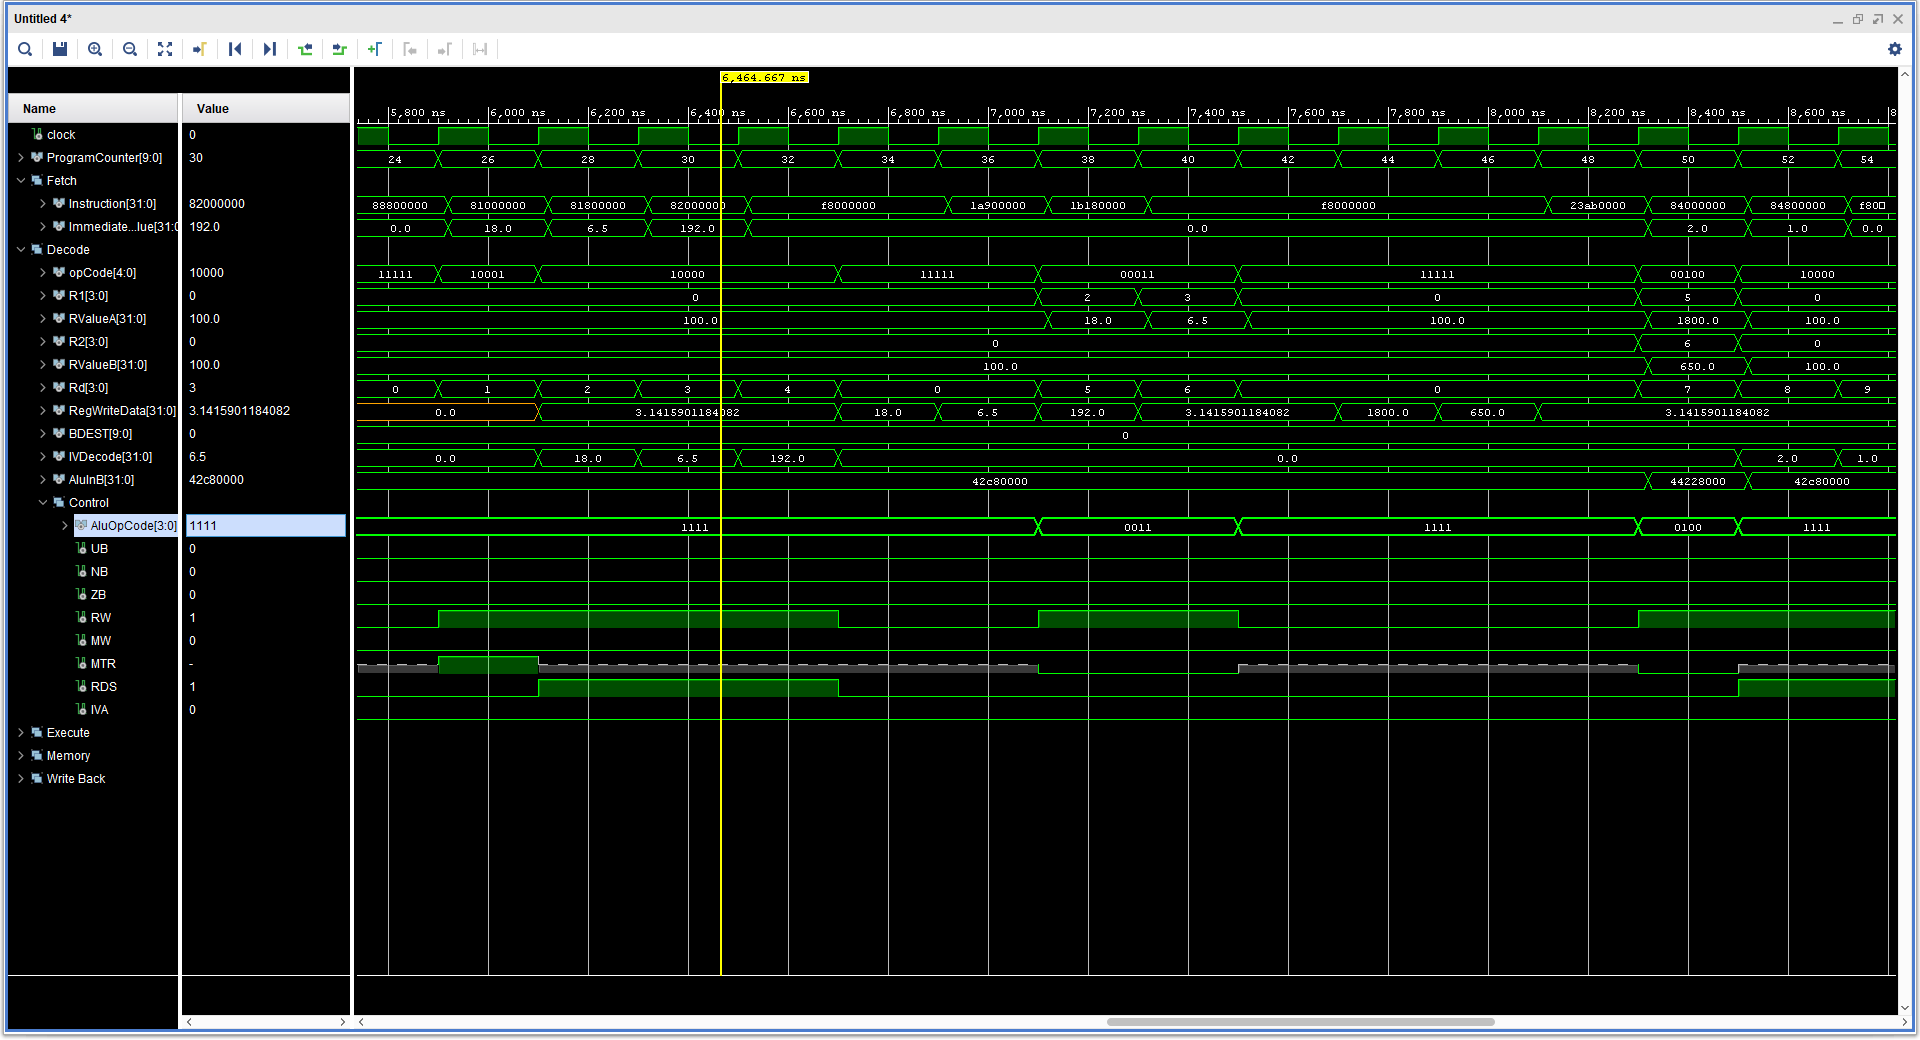 Untitled 4*
6,464.667 ns
Name Value
5,800 ns 6,000 ns 6,200 ns 6,400 ns 6,600 ns 6,800 ns 7,000 ns 7,200 ns 7,400 ns 7,600 ns 7,800 ns 8,000 ns 8,200 ns 8,400 ns 8,600 ns 8
clock 0
ProgramCounter[9:0] 30 24 26 28 30 32 34 36 38 40 42 44 46 48 50 52 54
Fetch
Instruction[31:0] 82000000 88800000 81000000 81800000 82000000 f8000000 1a900000 1b180000 f8000000 23ab0000 84000000 84800000 f80
Immediate...lue[31:0 192.0 0.0 18.0 6.5 192.0 0.0 2.0 1.0 0.0
Decode
opCode[4:0] 10000 11111 10001 10000 11111 00011 11111 00100 10000
R1[3:0] 0 0 2 3 0 5 0
RValueA[31:0] 100.0 100.0 18.0 6.5 100.0 1800.0 100.0
R2[3:0] 0 0 6 0
RValueB[31:0] 100.0 100.0 650.0 100.0
Rd[3:0] 3 0 1 2 3 4 0 5 6 0 7 8 9
RegWriteData[31:0] 3.1415901184082 0.0 3.1415901184082 18.0 6.5 192.0 3.1415901184082 1800.0 650.0 3.1415901184082
BDEST[9:0] 0 0
IVDecode[31:0] 6.5 0.0 18.0 6.5 192.0 0.0 2.0 1.0
AluInB[31:0] 42c80000 42c80000 44228000 42c80000
Control
AluOpCode[3:0] 1111 1111 0011 1111 0100 1111
UB 0
NB 0
ZB 0
RW 1
MW 0
MTR -
RDS 1
IVA 0
Execute
Memory
Write Back